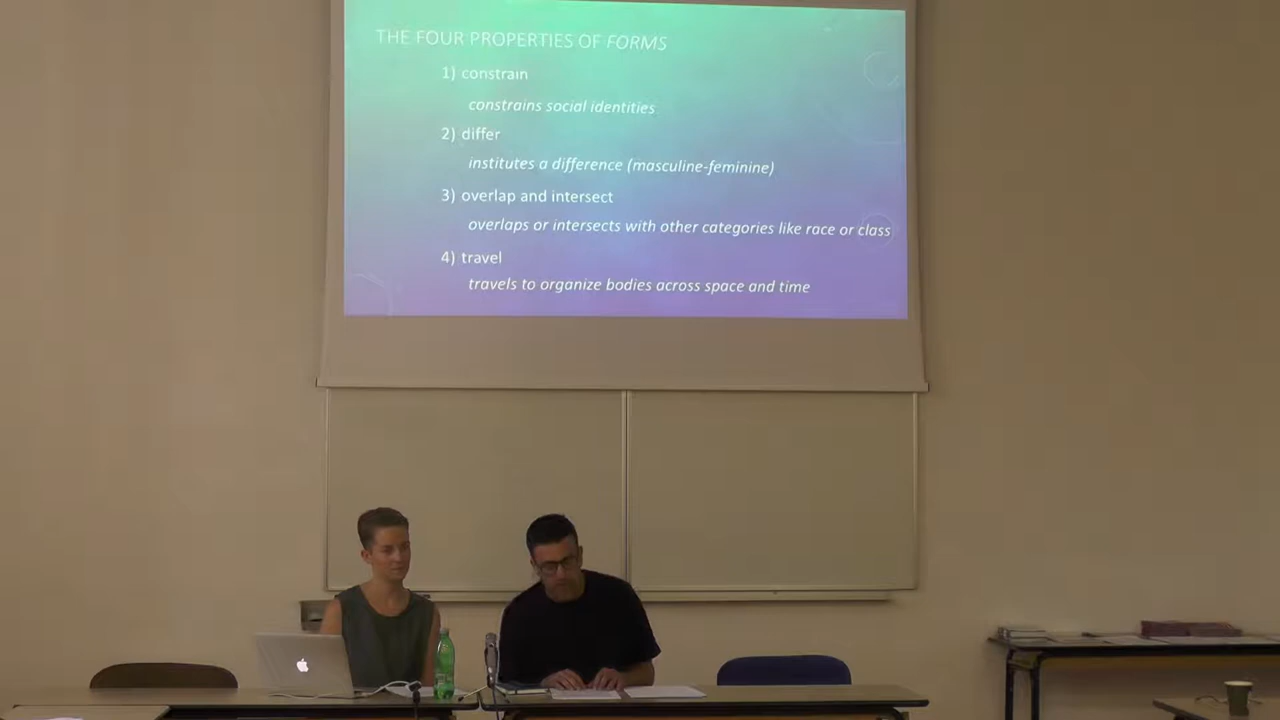 THE FOUR PROPERTIES OF FORMS
1) constrain
constrains social identities
2) differ
institutes a difference (masculine-feminine)
3) overlap and intersect
overlaps or intersects with other categories like race or class
4) travel
travels to organize bodies across space and time